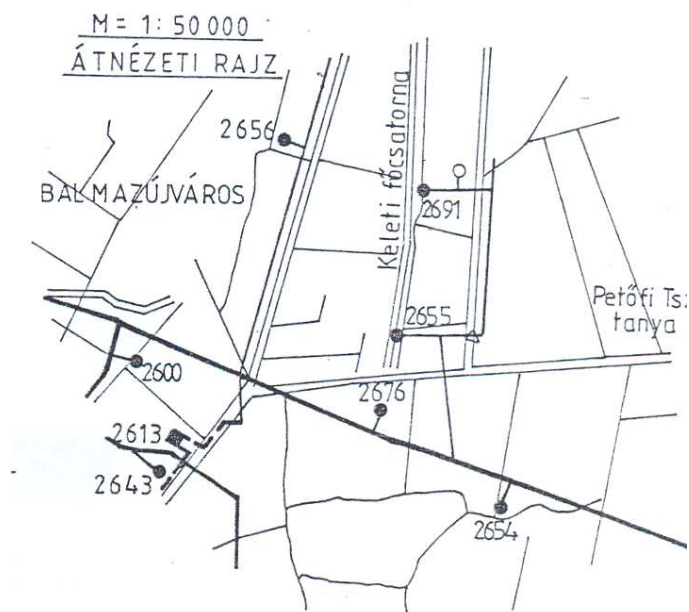 M = 1: 50 000
ÁTNÉZETI RAJZ
2656
BALMAZÚJVÁROS
Keleti főcsatorna
2691
Petőfi Tsz
tanya
2655
2600
2676
2613
2643
2654